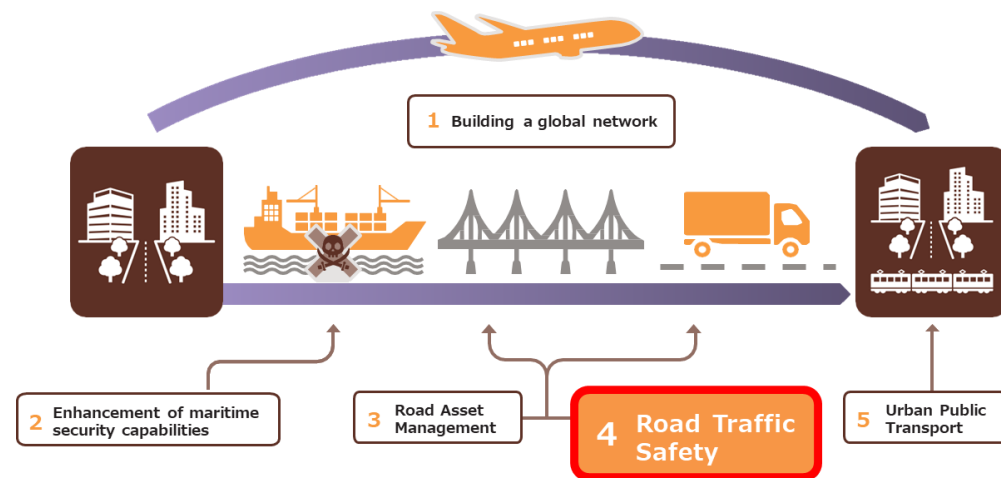 1 Building a global network
2 Enhancement of maritime
security capabilities
3 Road Asset
Management
4 Road Traffic
Safety
5 Urban Public
Transport